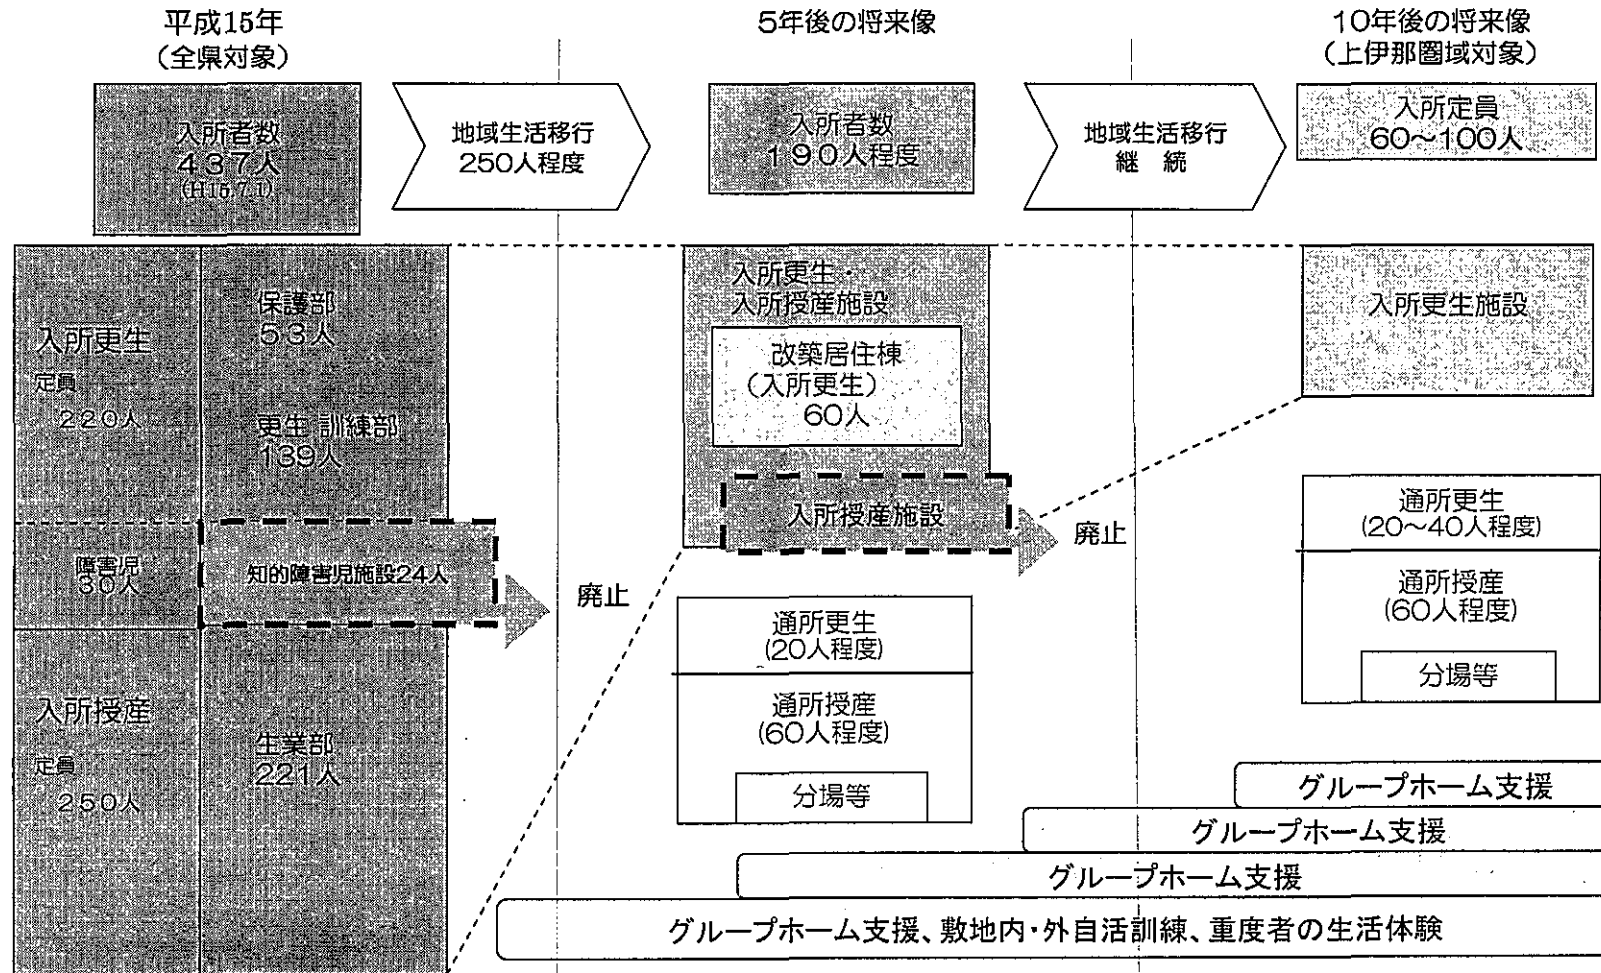 平成15年
（全県対象）
5年後の将来像
10年後の将来像
（上伊那圏域対象）
入所者数
437人
(H15.7.1)
地域生活移行
250人程度
入所者数
190人程度
地域生活移行
継　続
入所定員
60～100人
入所更生
定員
220人
保護部
53人
更生 訓練部
139人
障害児
30人
知的障害児施設24人
廃止
入所授産
定員
250人
生業部
221人
入所更生・
入所授産施設
改築居住棟
（入所更生）
60人
入所授産施設
廃止
通所更生
(20人程度)
通所授産
(60人程度)
分場等
入所更生施設
通所更生
(20～40人程度)
通所授産
(60人程度)
分場等
グループホーム支援
グループホーム支援
グループホーム支援
グループホーム支援、敷地内・外自活訓練、重度者の生活体験